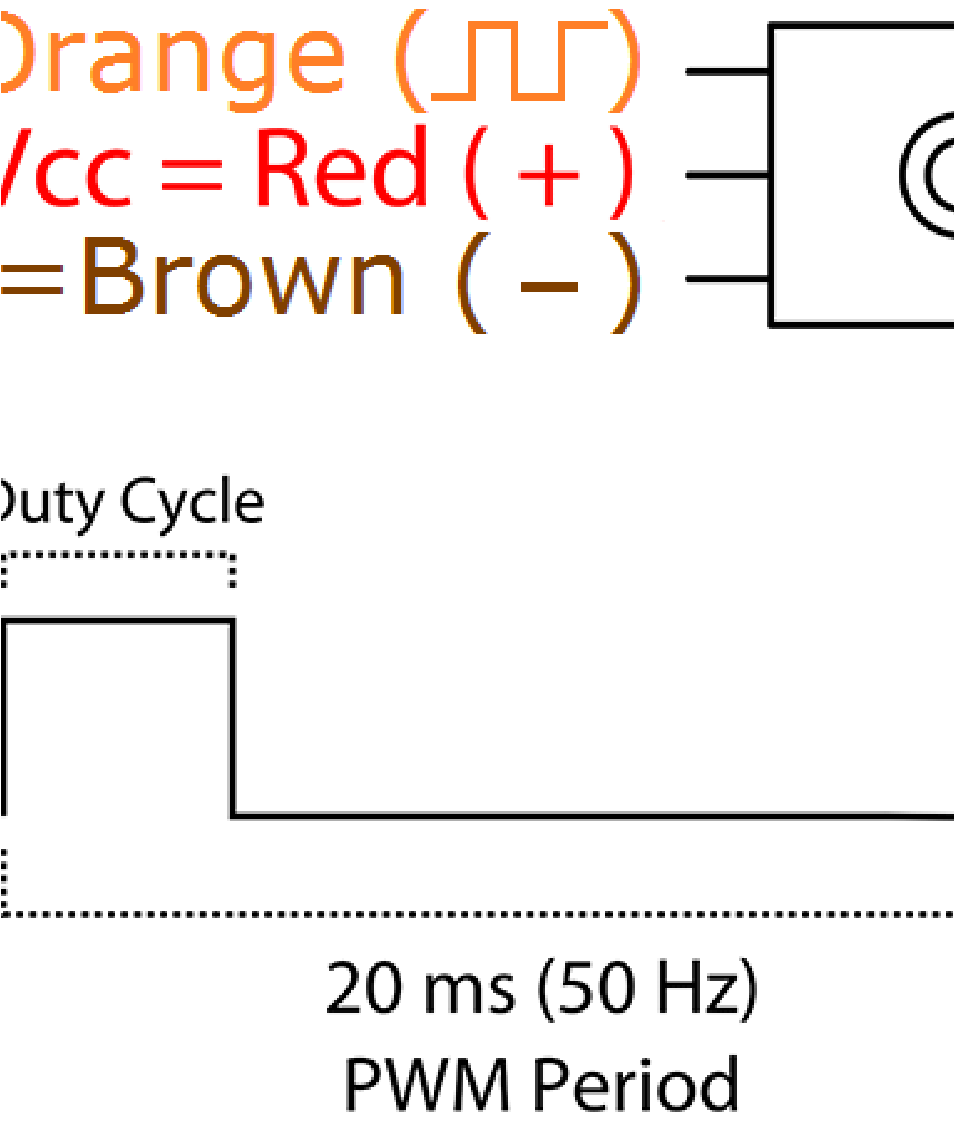 Orange (⎍⎍)
Vcc = Red ( + )
=Brown ( − )
Duty Cycle
20 ms (50 Hz)
PWM Period